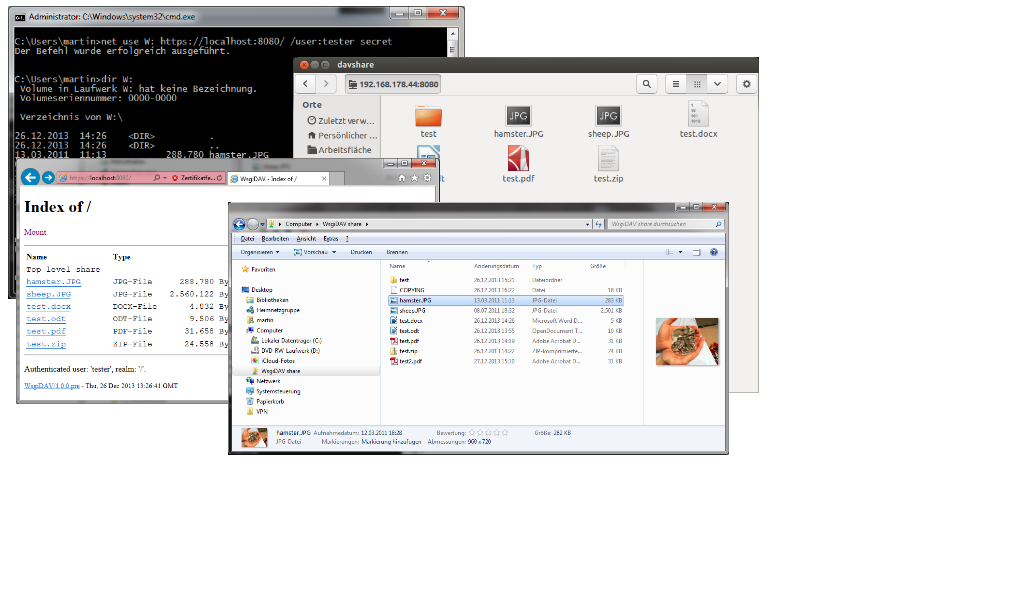 Administrator: C:\Windows\system32\cmd.exe
C:\Users\martin>net use W: https://localhost:8080/ /user:tester secret
Der Befehl wurde erfolgreich ausgeführt.
C:\Users\martin>dir W:
Volume in Laufwerk W: hat keine Bezeichnung.
Volumeseriennummer: 0000-0000
Verzeichnis von W:\
26.12.2013 14:26 <DIR> .
26.12.2013 14:26 <DIR> ..
13.03.2011 11:13 288.780 hamster.JPG
davshare
192.168.178.44:8080
Orte
Zuletzt verw...
Persönlicher ...
Arbeitsfläche
test
JPG
hamster.JPG
JPG
sheep.JPG
test.docx
test.pdf
test.zip
https://localhost:8080/
Zertifikatfe...
WsgiDAV - Index of /
Index of /
Mount
Name Type
Top level share
hamster.JPG JPG-File 288.780 By
sheep.JPG JPG-File 2.560.122 By
test.docx DOCX-File 4.832 By
test.odt ODT-File 9.506 By
test.pdf PDF-File 31.658 By
test.zip ZIP-File 24.558 By
Authenticated user: 'tester', realm: '/'.
WsgiDAV/1.0.0.pre - Thu, 26 Dec 2013 13:26:41 GMT
Computer WsgiDAV share
WsgiDAV share durchsuchen
Datei Bearbeiten Ansicht Extras ?
Organisieren Vorschau Drucken Brennen
Favoriten
Desktop
Bibliotheken
Heimnetzgruppe
martin
Computer
Lokaler Datenträger (C:)
DVD-RW-Laufwerk (D:)
iCloud-Fotos
WsgiDAV share
Netzwerk
Systemsteuerung
Papierkorb
VPN
Name Änderungsdatum Typ Größe
test 26.12.2013 15:21 Dateiordner
COPYING 26.12.2013 16:22 Datei 18 KB
hamster.JPG 13.03.2011 11:13 JPG-Datei 283 KB
sheep.JPG 08.07.2011 18:32 JPG-Datei 2.501 KB
test.docx 26.12.2013 14:26 Microsoft Word D... 5 KB
test.odt 26.12.2013 13:55 OpenDocument T... 10 KB
test.pdf 26.12.2013 14:19 Adobe Acrobat D... 31 KB
test.zip 26.12.2013 14:22 ZIP-komprimierte... 24 KB
test2.pdf 27.12.2013 15:10 Adobe Acrobat D... 31 KB
hamster.JPG Aufnahmedatum: 12.03.2011 18:28 Bewertung: Größe: 282 KB
JPG-Datei Markierungen: Markierung hinzufügen Abmessungen: 960 x 720